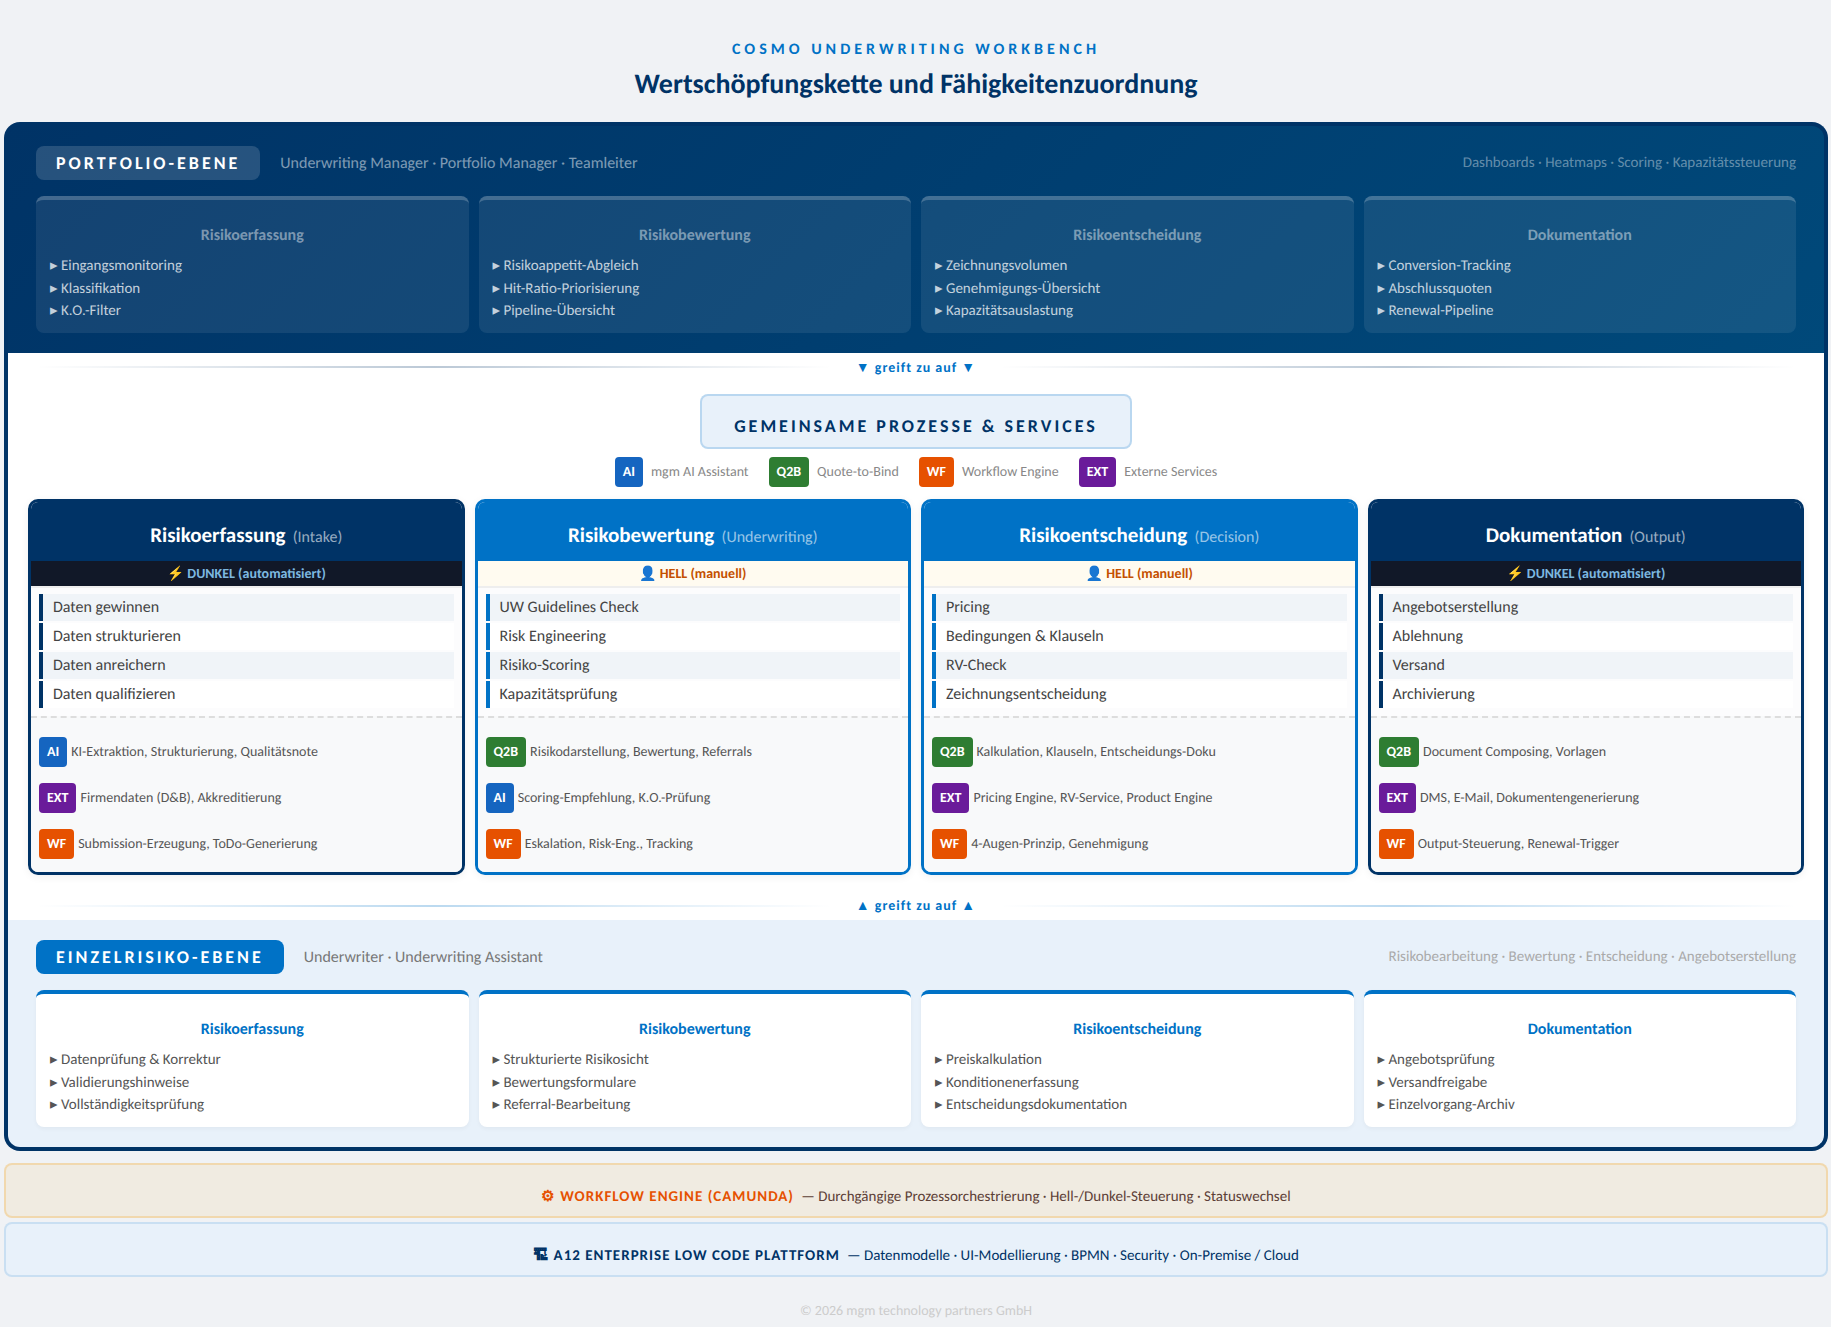 COSMO UNDERWRITING WORKBENCH
Wertschöpfungskette und Fähigkeitenzuordnung
PORTFOLIO-EBENE Underwriting Manager · Portfolio Manager · Teamleiter Dashboards · Heatmaps · Scoring · Kapazitätssteuerung
Risikoerfassung
▸ Eingangsmonitoring
▸ Klassifikation
▸ K.O.-Filter
Risikobewertung
▸ Risikoappetit-Abgleich
▸ Hit-Ratio-Priorisierung
▸ Pipeline-Übersicht
Risikoentscheidung
▸ Zeichnungsvolumen
▸ Genehmigungs-Übersicht
▸ Kapazitätsauslastung
Dokumentation
▸ Conversion-Tracking
▸ Abschlussquoten
▸ Renewal-Pipeline
▼ greift zu auf ▼
GEMEINSAME PROZESSE & SERVICES
AI mgm AI Assistant Q2B Quote-to-Bind WF Workflow Engine EXT Externe Services
Risikoerfassung (Intake)
⚡ DUNKEL (automatisiert)
Daten gewinnen
Daten strukturieren
Daten anreichern
Daten qualifizieren
AI KI-Extraktion, Strukturierung, Qualitätsnote
EXT Firmendaten (D&B), Akkreditierung
WF Submission-Erzeugung, ToDo-Generierung
Risikobewertung (Underwriting)
👤 HELL (manuell)
UW Guidelines Check
Risk Engineering
Risiko-Scoring
Kapazitätsprüfung
Q2B Risikodarstellung, Bewertung, Referrals
AI Scoring-Empfehlung, K.O.-Prüfung
WF Eskalation, Risk-Eng., Tracking
Risikoentscheidung (Decision)
👤 HELL (manuell)
Pricing
Bedingungen & Klauseln
RV-Check
Zeichnungsentscheidung
Q2B Kalkulation, Klauseln, Entscheidungs-Doku
EXT Pricing Engine, RV-Service, Product Engine
WF 4-Augen-Prinzip, Genehmigung
Dokumentation (Output)
⚡ DUNKEL (automatisiert)
Angebotserstellung
Ablehnung
Versand
Archivierung
Q2B Document Composing, Vorlagen
EXT DMS, E-Mail, Dokumentengenerierung
WF Output-Steuerung, Renewal-Trigger
▲ greift zu auf ▲
EINZELRISIKO-EBENE Underwriter · Underwriting Assistant Risikobearbeitung · Bewertung · Entscheidung · Angebotserstellung
Risikoerfassung
▸ Datenprüfung & Korrektur
▸ Validierungshinweise
▸ Vollständigkeitsprüfung
Risikobewertung
▸ Strukturierte Risikosicht
▸ Bewertungsformulare
▸ Referral-Bearbeitung
Risikoentscheidung
▸ Preiskalkulation
▸ Konditionenerfassung
▸ Entscheidungsdokumentation
Dokumentation
▸ Angebotsprüfung
▸ Versandfreigabe
▸ Einzelvorgang-Archiv
⚙ WORKFLOW ENGINE (CAMUNDA) — Durchgängige Prozessorchestrierung · Hell-/Dunkel-Steuerung · Statuswechsel
🏗 A12 ENTERPRISE LOW CODE PLATTFORM — Datenmodelle · UI-Modellierung · BPMN · Security · On-Premise / Cloud
© 2026 mgm technology partners GmbH